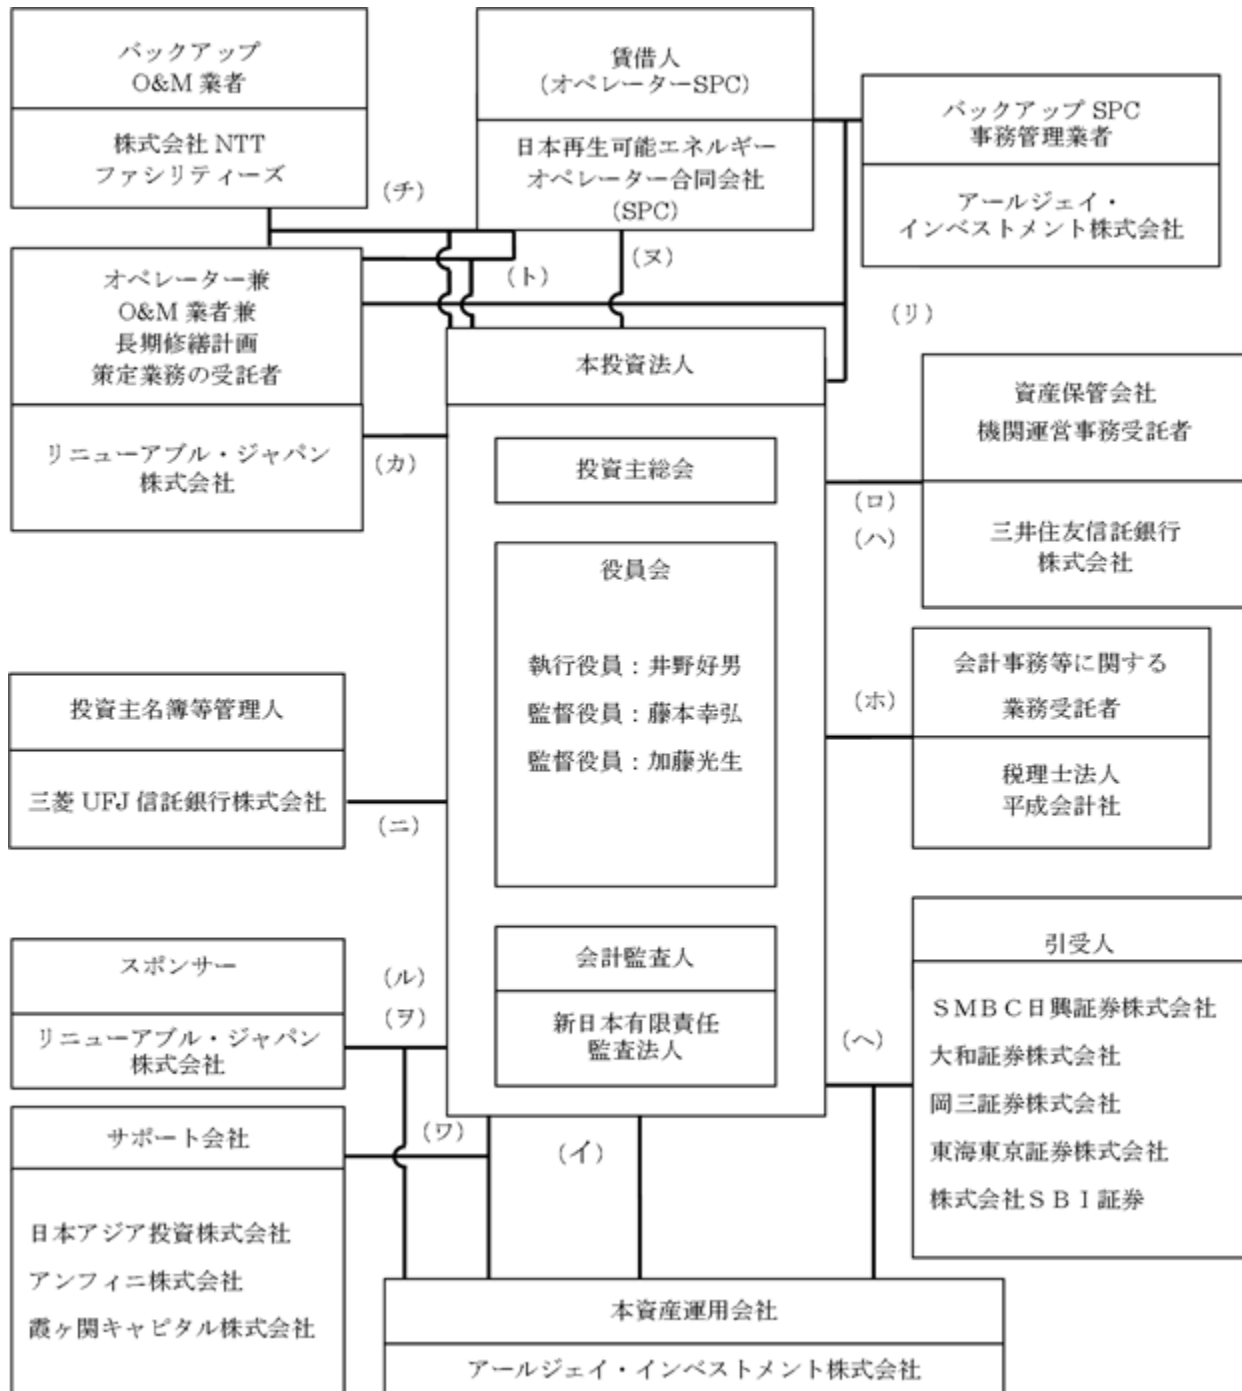 バックアップ
O&M 業者
株式会社 NTT
ファシリティーズ
賃借人
(オペレーターSPC)
日本再生可能エネルギー
オペレーター合同会社
(SPC)
バックアップ SPC
事務管理業者
アールジェイ・
インベストメント株式会社
(チ)
(ト)
(ヌ)
(リ)
オペレーター兼
O&M 業者兼
長期修繕計画
策定業務の受託者
リニューアブル・ジャパン
株式会社
(カ)
本投資法人
投資主総会
役員会
執行役員：井野好男
監督役員：藤本幸弘
監督役員：加藤光生
会計監査人
新日本有限責任
監査法人
資産保管会社
機関運営事務受託者
三井住友信託銀行
株式会社
(ロ)
(ハ)
会計事務等に関する
業務受託者
税理士法人
平成会計社
(ホ)
投資主名簿等管理人
三菱 UFJ 信託銀行株式会社
(ニ)
スポンサー
リニューアブル・ジャパン
株式会社
(ル)
(ヲ)
引受人
ＳＭＢＣ日興証券株式会社
大和証券株式会社
岡三証券株式会社
東海東京証券株式会社
株式会社ＳＢＩ証券
(ヘ)
サポート会社
日本アジア投資株式会社
アンフィニ株式会社
霞ヶ関キャピタル株式会社
(ワ)
(イ)
本資産運用会社
アールジェイ・インベストメント株式会社